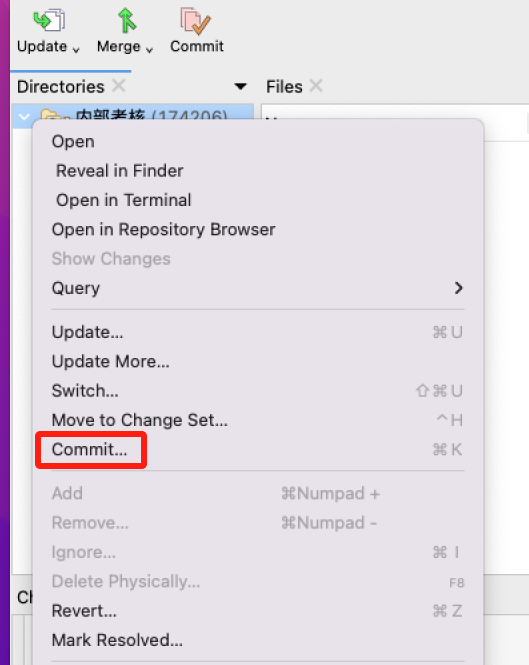 Update Merge Commit
Directories Files
内部考核 (174206)
Open
Reveal in Finder
Open in Terminal
Open in Repository Browser
Show Changes
Query
Update... ⌘U
Update More...
Switch... ⇧⌘U
Move to Change Set... ^H
Commit... ⌘K
Add ⌘Numpad +
Remove... ⌘Numpad -
Ignore... ⌘I
Delete Physically... F8
Revert... ⌘Z
Mark Resolved...